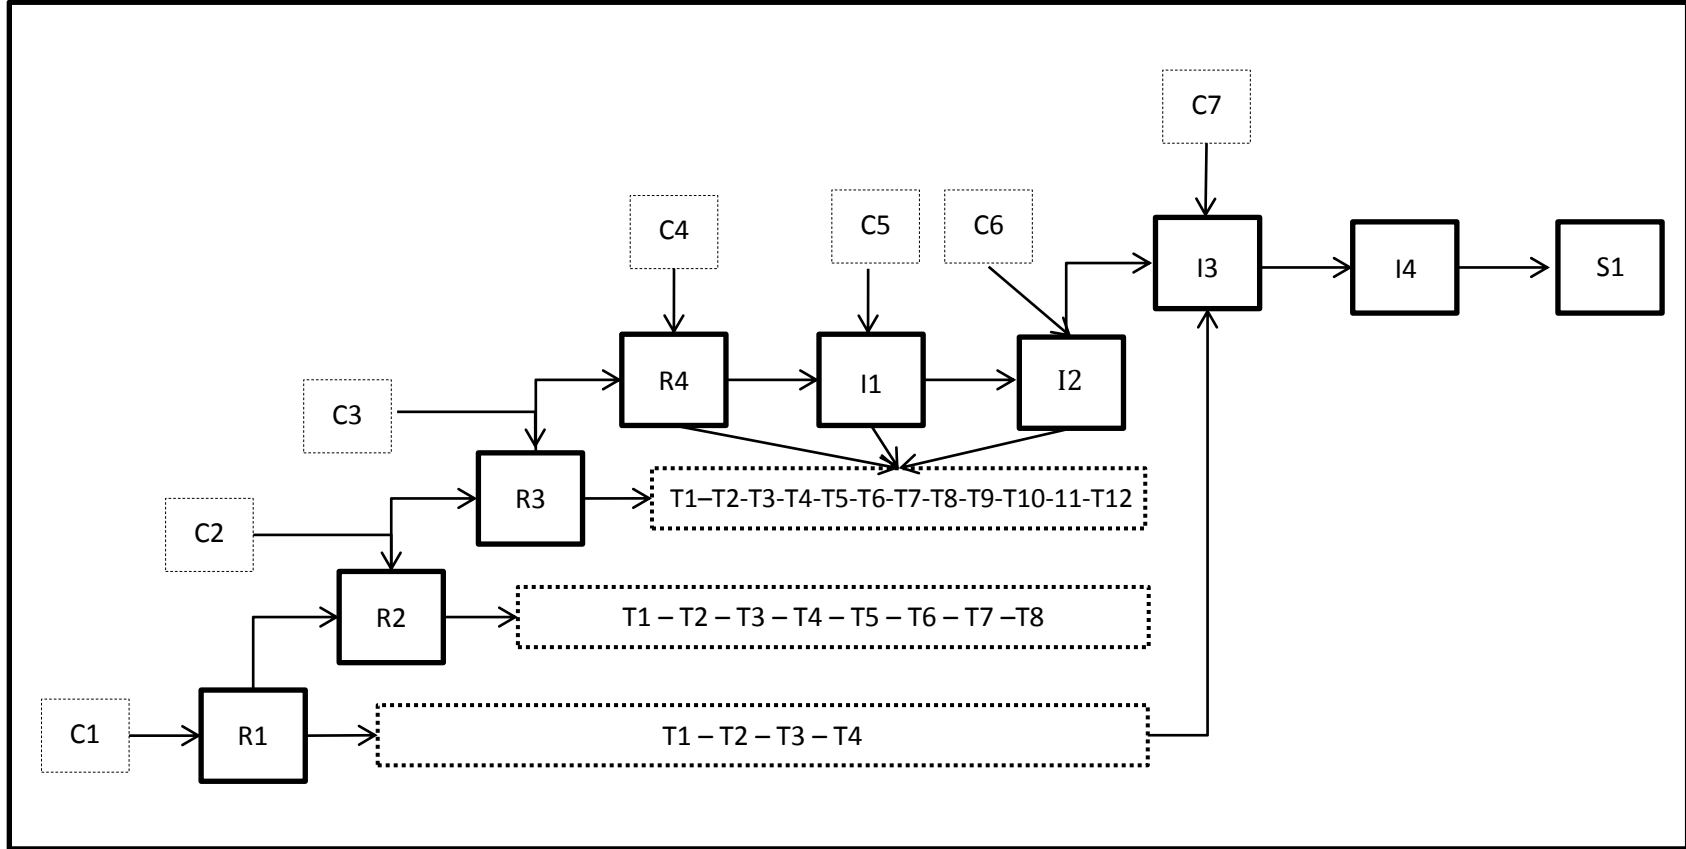 C7
C4
C5
C6
I3
I4
S1
R4
I1
I2
C3
R3
T1–T2-T3-T4-T5-T6-T7-T8-T9-T10-11-T12
C2
R2
T1 – T2 – T3 – T4 – T5 – T6 – T7 –T8
C1
R1
T1 – T2 – T3 – T4